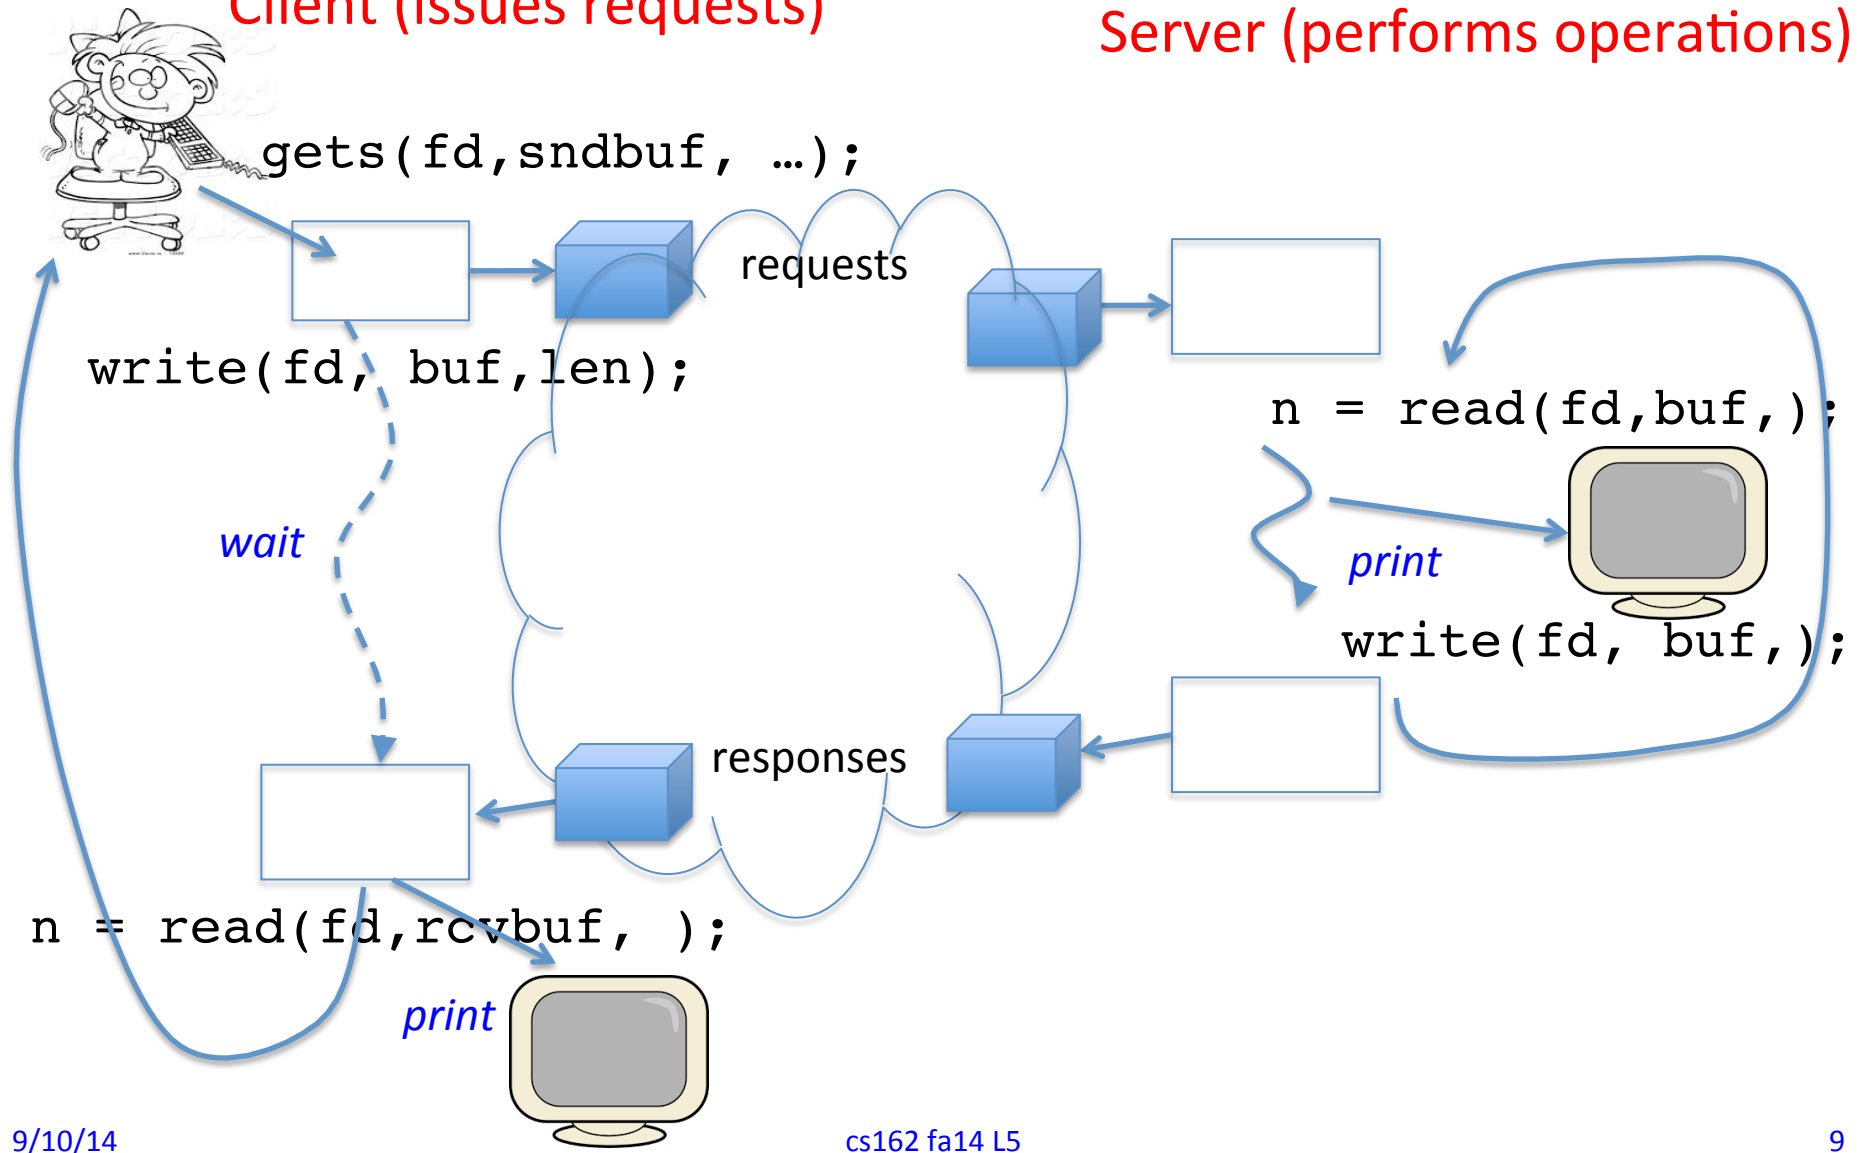 Client (issues requests)
Server (performs operations)
gets(fd,sndbuf, …);
requests
write(fd, buf,len);
n = read(fd,buf,);
wait
print
write(fd, buf,);
responses
n = read(fd,rcvbuf, );
print
9/10/14
cs162 fa14 L5
9